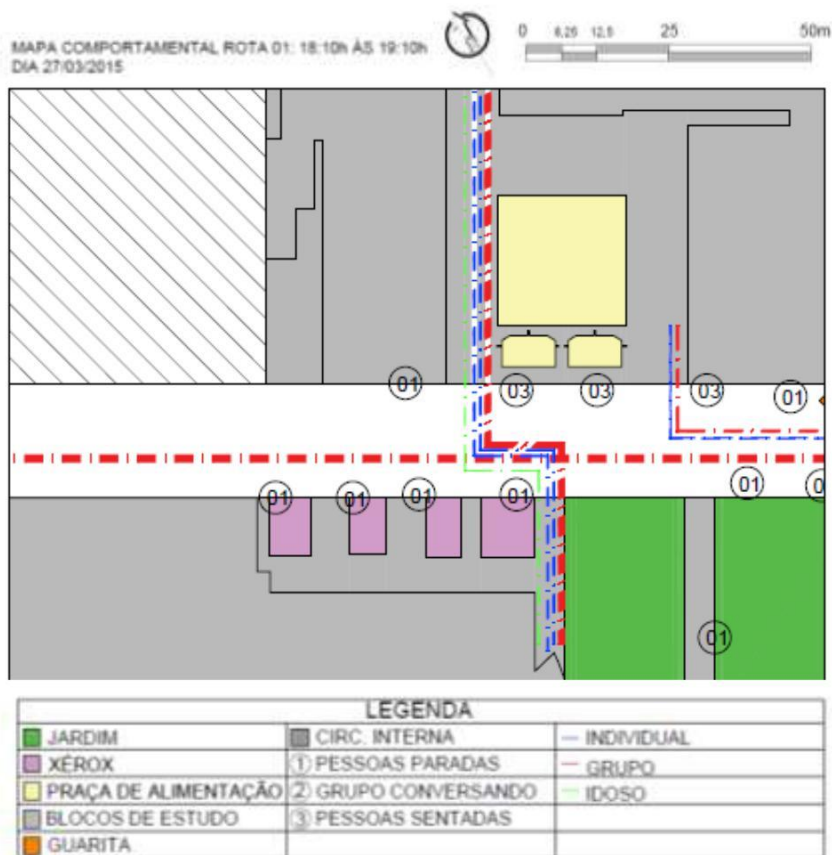 MAPA COMPORTAMENTAL ROTA 01: 18:10h ÀS 19:10h
DIA 27/03/2015
0 6,25 12,5 25 50m
01 03 03 03 01
01 01 01 01 01
01
LEGENDA
JARDIM CIRC. INTERNA INDIVIDUAL
XÉROX 1 PESSOAS PARADAS GRUPO
PRAÇA DE ALIMENTAÇÃO 2 GRUPO CONVERSANDO IDOSO
BLOCOS DE ESTUDO 3 PESSOAS SENTADAS
GUARITA